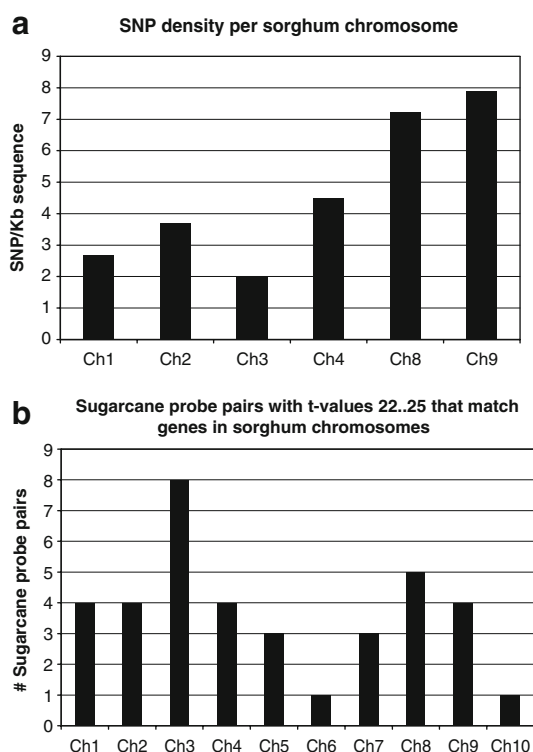 a
SNP density per sorghum chromosome
SNP/Kb sequence
9
8
7
6
5
4
3
2
1
0
Ch1 Ch2 Ch3 Ch4 Ch8 Ch9
b
Sugarcane probe pairs with t-values 22..25 that match
genes in sorghum chromosomes
# Sugarcane probe pairs
9
8
7
6
5
4
3
2
1
0
Ch1 Ch2 Ch3 Ch4 Ch5 Ch6 Ch7 Ch8 Ch9 Ch10